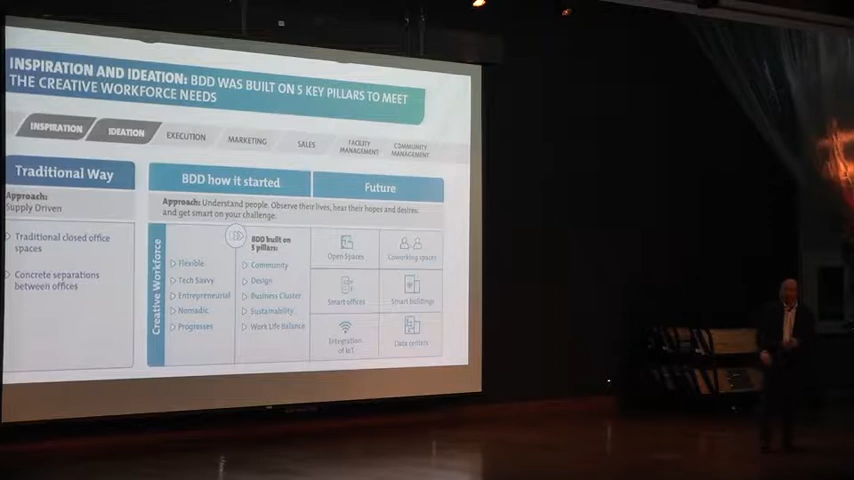 INSPIRATION AND IDEATION: BDD WAS BUILT ON 5 KEY PILLARS TO MEET
THE CREATIVE WORKFORCE NEEDS
INSPIRATION
IDEATION
EXECUTION
MARKETING
SALES
FACILITY
MANAGEMENT
COMMUNITY
MANAGEMENT
Traditional Way
Approach:
Supply Driven
Traditional closed office
spaces
Concrete separations
between offices
BDD how it started
Future
Approach: Understand people. Observe their lives, hear their hopes and desires
and get smart on your challenge.
Creative Workforce
Flexible
Tech Savvy
Entrepreneurial
Nomadic
Progresses
BDD built on
5 pillars:
Community
Design
Business Cluster
Sustainability
Work Life Balance
Open Spaces
Coworking spaces
Smart offices
Smart buildings
Integration
of IoT
Data centers